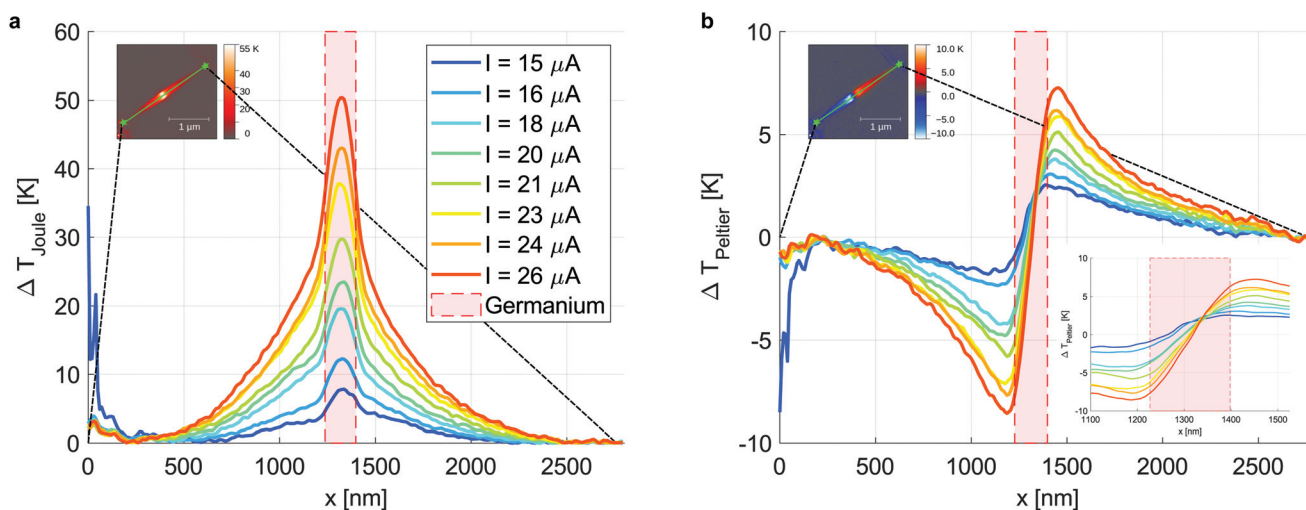 a
60
50
40
30
20
10
0
Δ T_Joule [K]
0 500 1000 1500 2000 2500
x [nm]
55 K
40
30
20
10
0
1 µm
I = 15 µA
I = 16 µA
I = 18 µA
I = 20 µA
I = 21 µA
I = 23 µA
I = 24 µA
I = 26 µA
Germanium
b
10
5
0
-5
-10
Δ T_Peltier [K]
0 500 1000 1500 2000 2500
x [nm]
10.0 K
5.0
0.0
−5.0
−10.0
1 µm
10
5
0
-5
-10
Δ T_Peltier [K]
1100 1200 1300 1400 1500
x [nm]